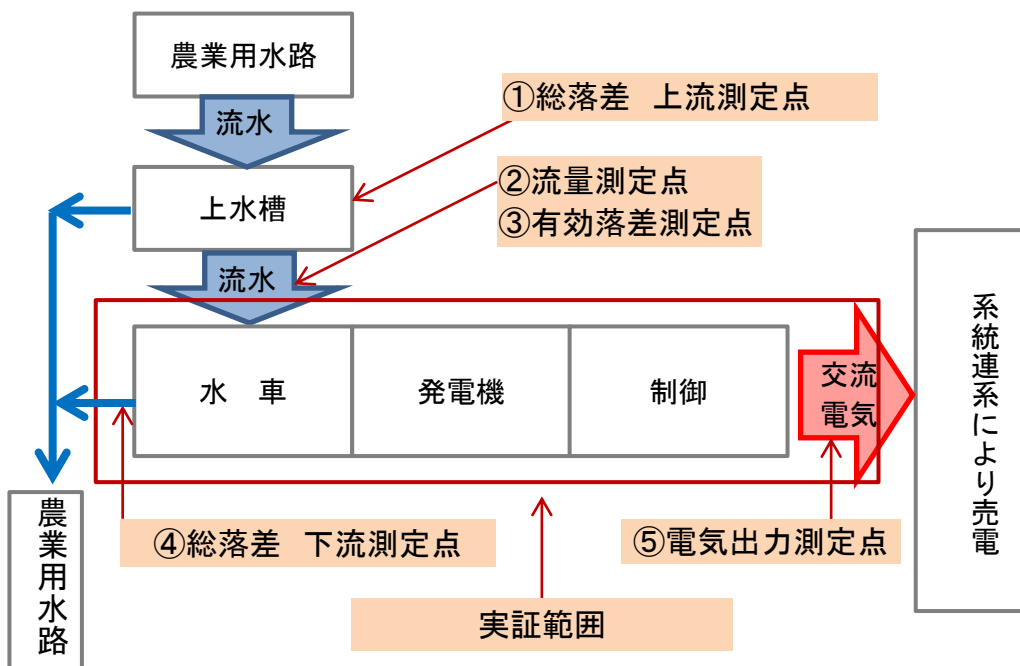 農業用水路
流水
①総落差 上流測定点
上水槽
②流量測定点
③有効落差測定点
流水
水 車
発電機
制御
交流
電気
系統連系により売電
④総落差 下流測定点
⑤電気出力測定点
実証範囲
農業用水路